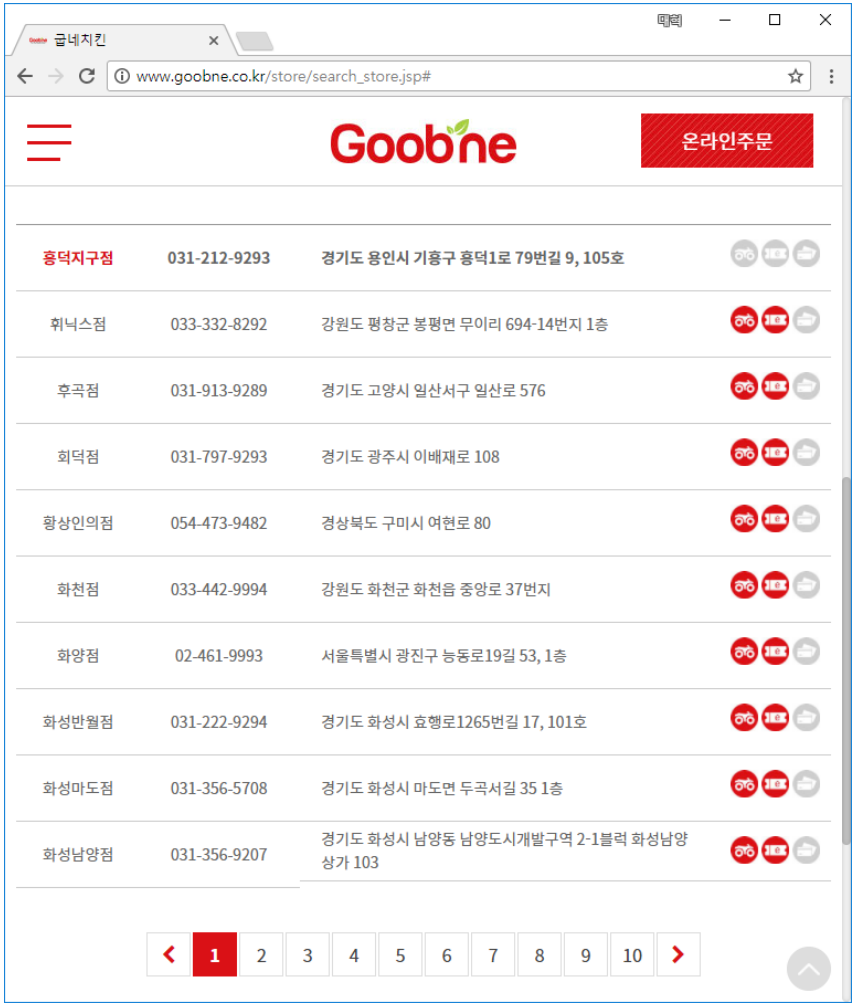 매력
굽네치킨
www.goobne.co.kr/store/search_store.jsp#
Goobne
온라인주문
흥덕지구점 031-212-9293 경기도 용인시 기흥구 흥덕1로 79번길 9, 105호
휘닉스점 033-332-8292 강원도 평창군 봉평면 무이리 694-14번지 1층
후곡점 031-913-9289 경기도 고양시 일산서구 일산로 576
회덕점 031-797-9293 경기도 광주시 이배재로 108
황상인의점 054-473-9482 경상북도 구미시 여현로 80
화천점 033-442-9994 강원도 화천군 화천읍 중앙로 37번지
화양점 02-461-9993 서울특별시 광진구 능동로19길 53, 1층
화성반월점 031-222-9294 경기도 화성시 효행로1265번길 17, 101호
화성마도점 031-356-5708 경기도 화성시 마도면 두곡서길 35 1층
화성남양점 031-356-9207 경기도 화성시 남양동 남양도시개발구역 2-1블럭 화성남양
상가 103
1 2 3 4 5 6 7 8 9 10